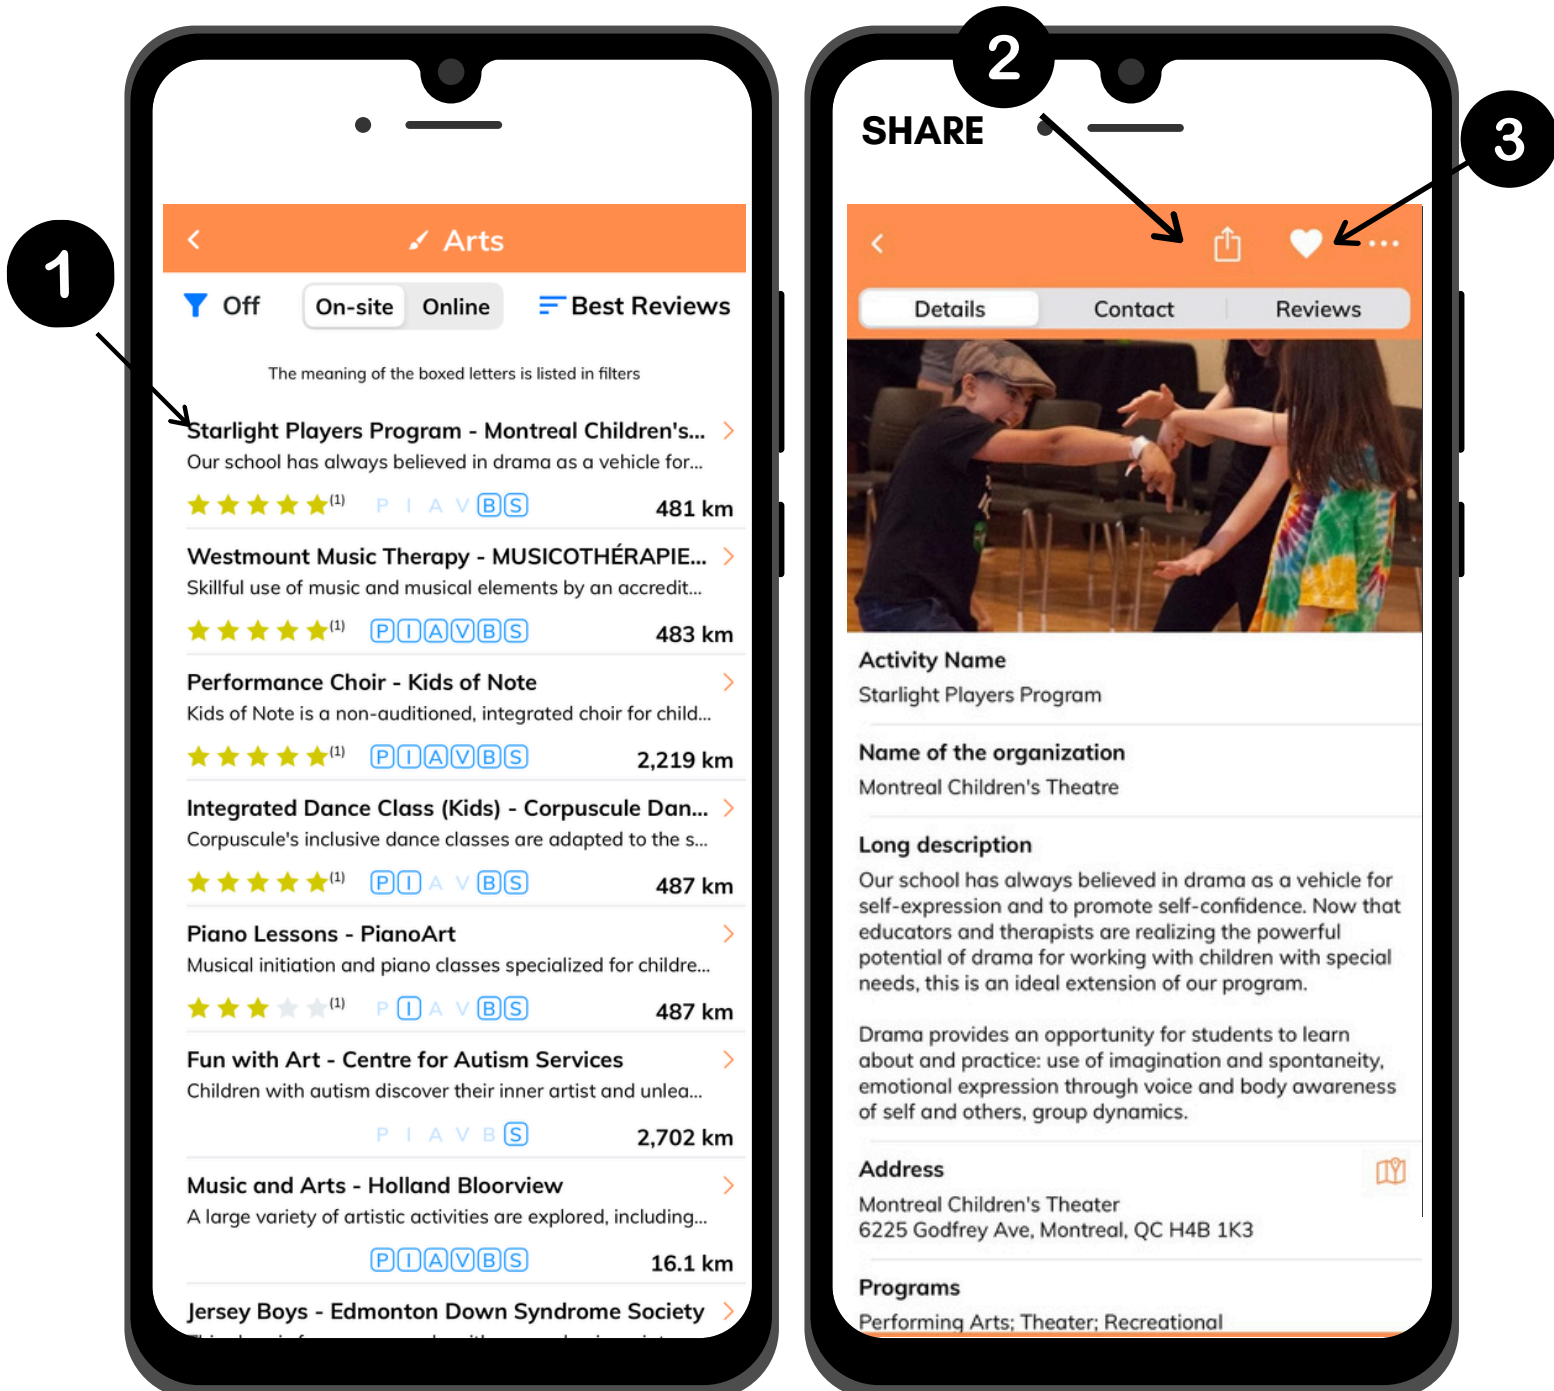 1
Arts
Off
On-site
Online
Best Reviews
The meaning of the boxed letters is listed in filters
Starlight Players Program - Montreal Children's...
Our school has always believed in drama as a vehicle for...
(1) P I A V B S 481 km
Westmount Music Therapy - MUSICOTHÉRAPIE...
Skillful use of music and musical elements by an accredit...
(1) P I A V B S 483 km
Performance Choir - Kids of Note
Kids of Note is a non-auditioned, integrated choir for child...
(1) P I A V B S 2,219 km
Integrated Dance Class (Kids) - Corpuscule Dan...
Corpuscule's inclusive dance classes are adapted to the s...
(1) P I A V B S 487 km
Piano Lessons - PianoArt
Musical initiation and piano classes specialized for childre...
(1) P I A V B S 487 km
Fun with Art - Centre for Autism Services
Children with autism discover their inner artist and unlea...
P I A V B S 2,702 km
Music and Arts - Holland Bloorview
A large variety of artistic activities are explored, including...
P I A V B S 16.1 km
Jersey Boys - Edmonton Down Syndrome Society
2
3
SHARE
Details
Contact
Reviews
Activity Name
Starlight Players Program
Name of the organization
Montreal Children's Theatre
Long description
Our school has always believed in drama as a vehicle for
self-expression and to promote self-confidence. Now that
educators and therapists are realizing the powerful
potential of drama for working with children with special
needs, this is an ideal extension of our program.
Drama provides an opportunity for students to learn
about and practice: use of imagination and spontaneity,
emotional expression through voice and body awareness
of self and others, group dynamics.
Address
Montreal Children's Theater
6225 Godfrey Ave, Montreal, QC H4B 1K3
Programs
Performing Arts; Theater; Recreational